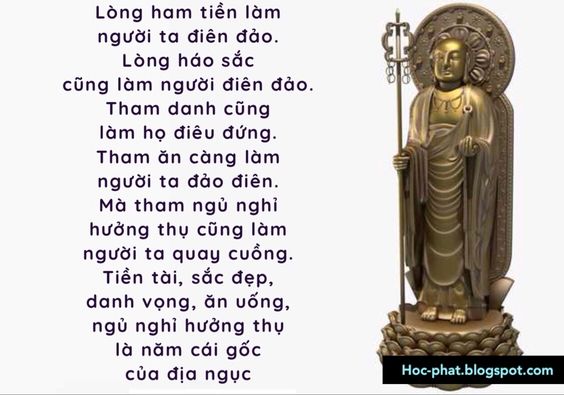 Lòng ham tiền làm
người ta điên đảo.
Lòng háo sắc
cũng làm người điên đảo.
Tham danh cũng
làm họ điêu đứng.
Tham ăn càng làm
người ta đảo điên.
Mà tham ngủ nghỉ
hưởng thụ cũng làm
người ta quay cuồng.
Tiền tài, sắc đẹp,
danh vọng, ăn uống,
ngủ nghỉ hưởng thụ
là năm cái gốc
của địa ngục
Hoc-phat.blogspot.com